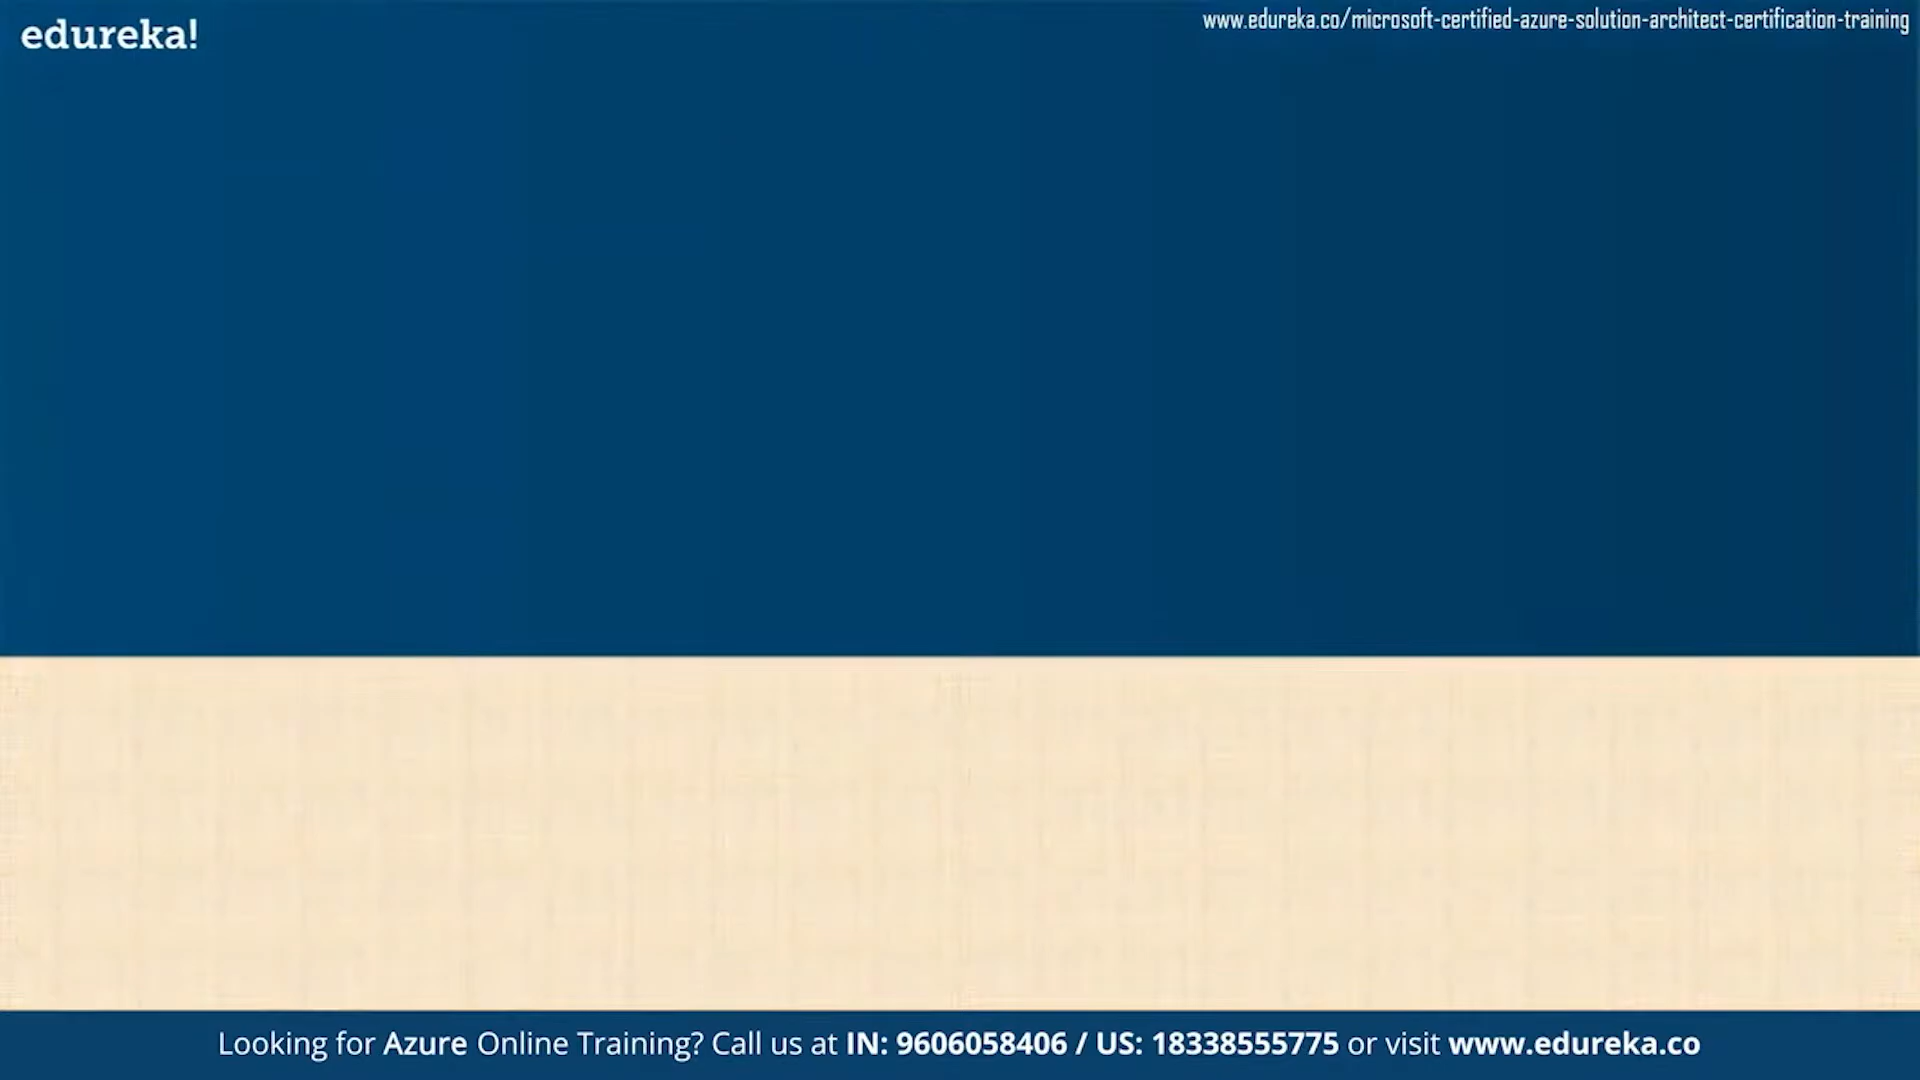 edureka!
www.edureka.co/microsoft-certified-azure-solution-architect-certification-training
Looking for Azure Online Training? Call us at IN: 9606058406 / US: 18338555775 or visit www.edureka.co